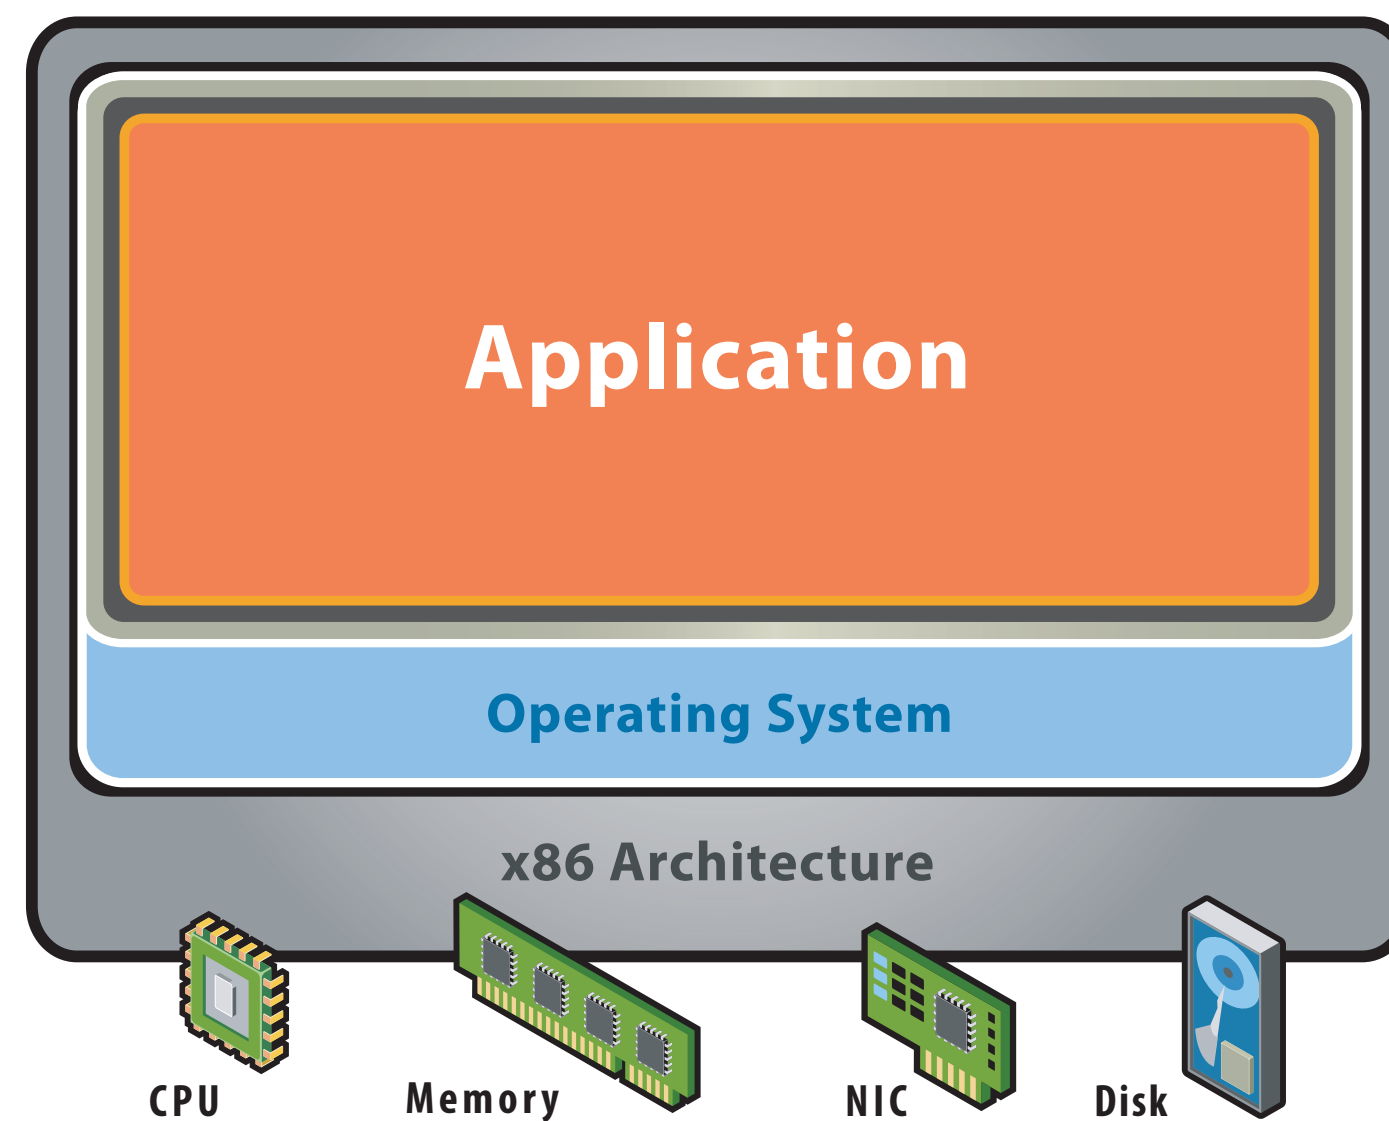 Application
Operating System
x86 Architecture
CPU
Memory
NIC
Disk